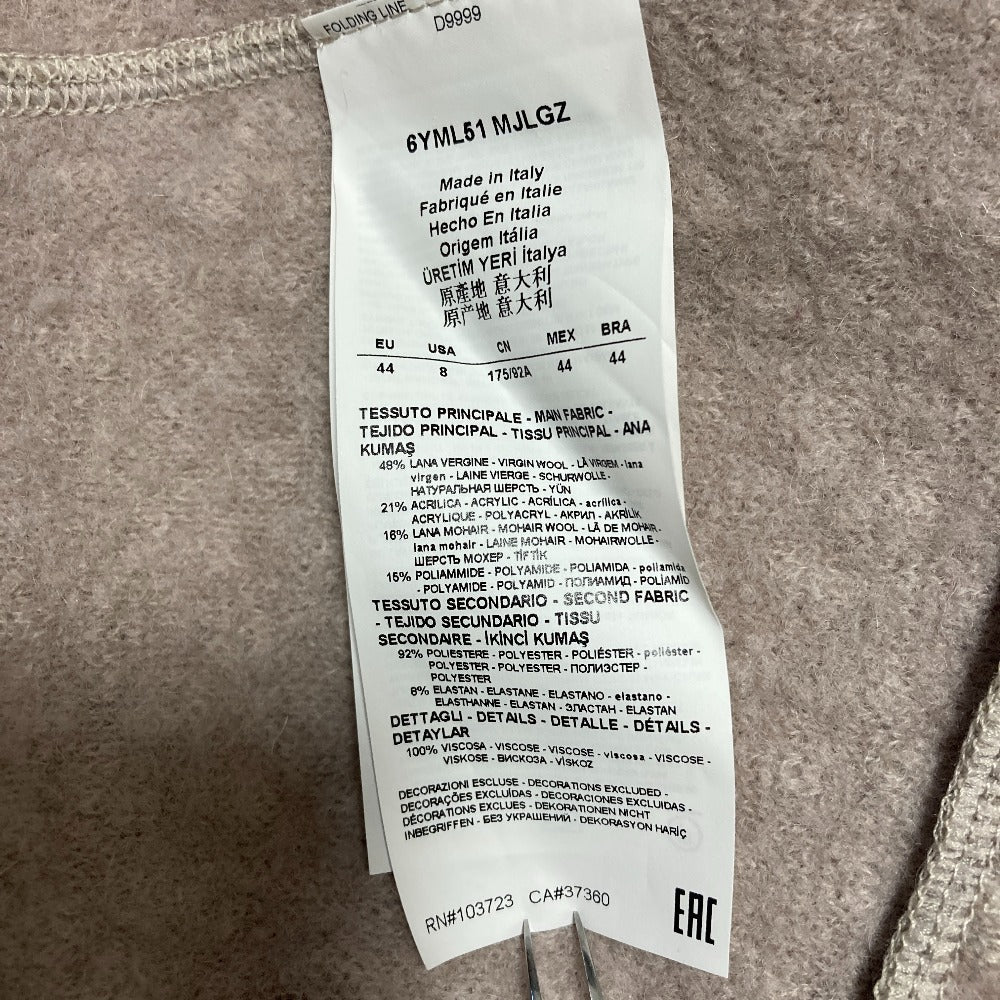 FOLDING LINE
D9999
6YML51 MJLGZ
Made in Italy
Fabriqué en Italie
Hecho En Italia
Origem Itália
ÜRETİM YERİ İtalya
原產地 意大利
原产地 意大利
EU USA CN MEX BRA
44 8 175/92A 44 44
TESSUTO PRINCIPALE - MAIN FABRIC -
TEJIDO PRINCIPAL - TISSU PRINCIPAL - ANA
KUMAŞ
48% LANA VERGINE - VIRGIN WOOL - LÃ VIRGEM - lana
virgen - LAINE VIERGE - SCHURWOLLE -
НАТУРАЛЬНАЯ ШЕРСТЬ - YÜN
21% ACRILICA - ACRYLIC - ACRÍLICA - acrílica -
ACRYLIQUE - POLYACRYL - АКРИЛ - AKRİLİK
16% LANA MOHAIR - MOHAIR WOOL - LÃ DE MOHAIR -
lana mohair - LAINE MOHAIR - MOHAIRWOLLE -
ШЕРСТЬ МОХЕР - TİFTİK
15% POLIAMMIDE - POLYAMIDE - POLIAMIDA - poliamida
- POLYAMIDE - POLYAMID - ПОЛИАМИД - POLİAMİD
TESSUTO SECONDARIO - SECOND FABRIC
- TEJIDO SECUNDARIO - TISSU
SECONDAIRE - İKİNCİ KUMAŞ
92% POLIESTERE - POLYESTER - POLIÉSTER - poliéster -
POLYESTER - POLYESTER - ПОЛИЭСТЕР -
POLYESTER
8% ELASTAN - ELASTANE - ELASTANO - elastano -
ELASTHANNE - ELASTAN - ЭЛАСТАН - ELASTAN
DETTAGLI - DETAILS - DETALLE - DÉTAILS -
DETAYLAR
100% VISCOSA - VISCOSE - VISCOSE - viscosa - VISCOSE -
VISKOSE - ВИСКОЗА - VİSKOZ
DECORAZIONI ESCLUSE - DECORATIONS EXCLUDED -
DECORAÇÕES EXCLUÍDAS - DECORACIONES EXCLUIDAS -
DÉCORATIONS EXCLUES - DEKORATIONEN NICHT
INBEGRIFFEN - БЕЗ УКРАШЕНИЙ - DEKORASYON HARİÇ
RN#103723 CA#37360
EAC